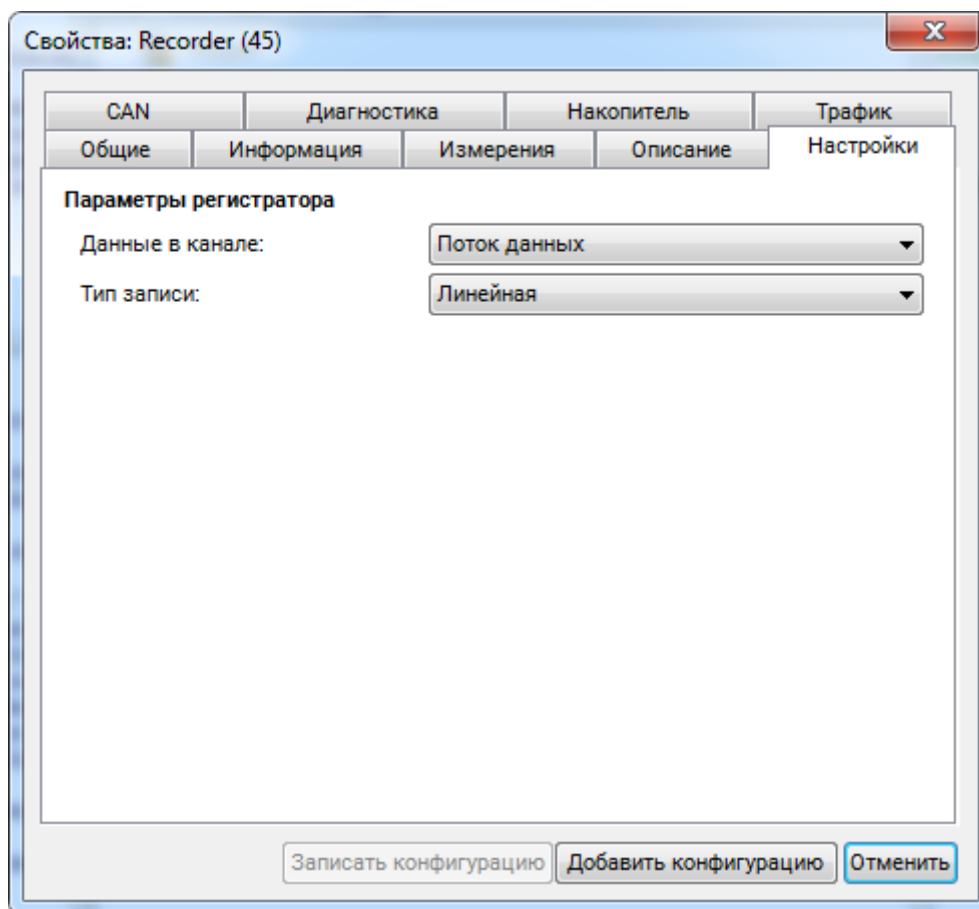 Свойства: Recorder (45)
CAN Диагностика Накопитель Трафик
Общие Информация Измерения Описание Настройки
Параметры регистратора
Данные в канале: Поток данных
Тип записи: Линейная
Записать конфигурацию Добавить конфигурацию Отменить